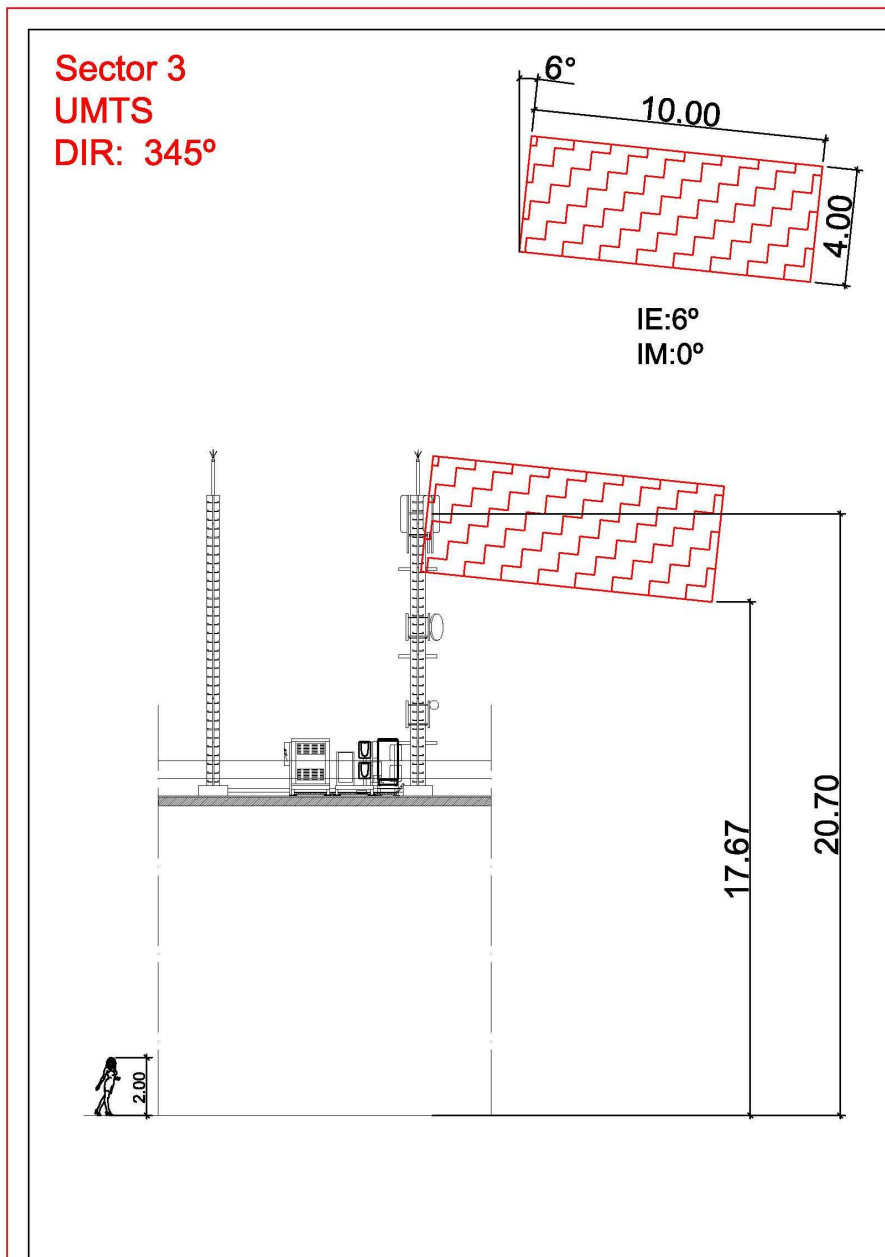 Sector 3
UMTS
DIR: 345º
6°
10.00
4.00
IE:6º
IM:0º
20.70
17.67
2.00